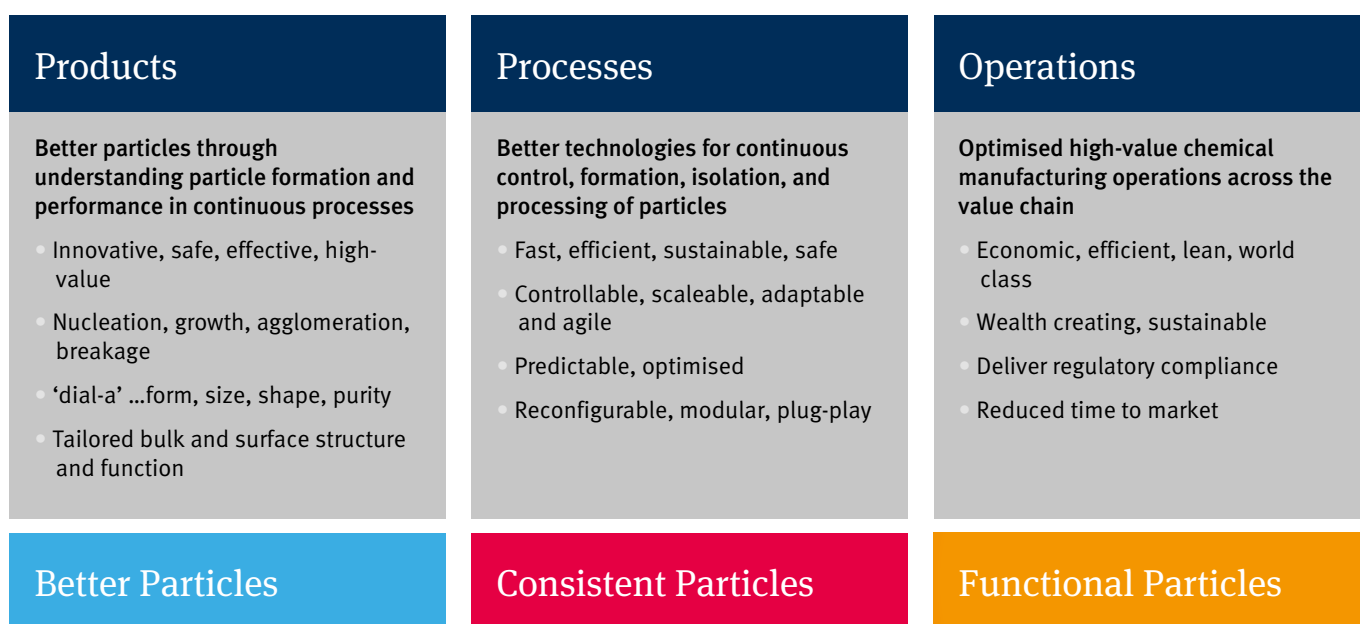 Products
Better particles through
understanding particle formation and
performance in continuous processes
• Innovative, safe, effective, high-
value
• Nucleation, growth, agglomeration,
breakage
• ‘dial-a’ ...form, size, shape, purity
• Tailored bulk and surface structure
and function
Better Particles
Processes
Better technologies for continuous
control, formation, isolation, and
processing of particles
• Fast, efficient, sustainable, safe
• Controllable, scaleable, adaptable
and agile
• Predictable, optimised
• Reconfigurable, modular, plug-play
Consistent Particles
Operations
Optimised high-value chemical
manufacturing operations across the
value chain
• Economic, efficient, lean, world
class
• Wealth creating, sustainable
• Deliver regulatory compliance
• Reduced time to market
Functional Particles